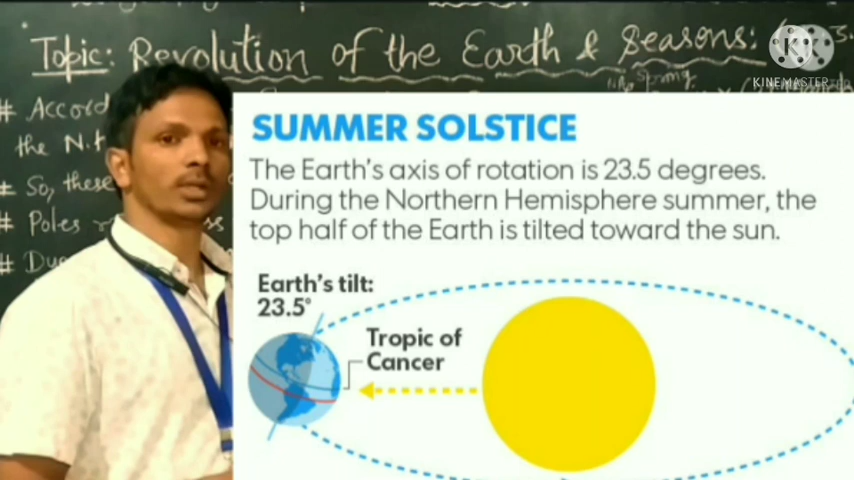 Topic: Revolution of the Earth & Seasons:
KINEMASTER
# Accord
the N.H
# So, these
# Poles
# Due
SUMMER SOLSTICE
The Earth's axis of rotation is 23.5 degrees.
During the Northern Hemisphere summer, the
top half of the Earth is tilted toward the sun.
Earth's tilt:
23.5°
Tropic of
Cancer